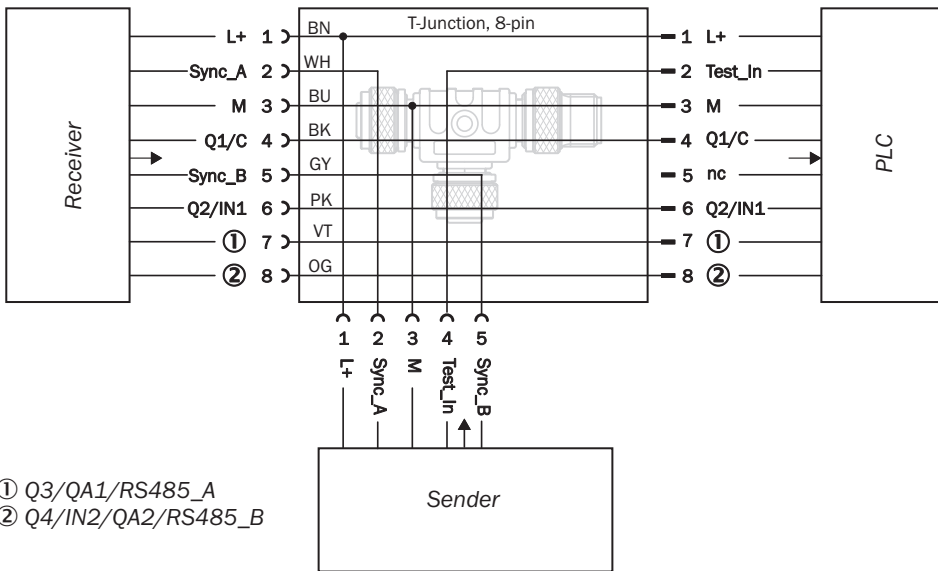 T-Junction, 8-pin
L+ 1 BN 1 L+
Sync_A 2 WH 2 Test_In
M 3 BU 3 M
Q1/C 4 BK 4 Q1/C
Sync_B 5 GY 5 nc
Q2/IN1 6 PK 6 Q2/IN1
① 7 VT 7 ①
② 8 OG 8 ②
Receiver
PLC
1 2 3 4 5
L+ Sync_A M Test_In Sync_B
Sender
① Q3/QA1/RS485_A
② Q4/IN2/QA2/RS485_B